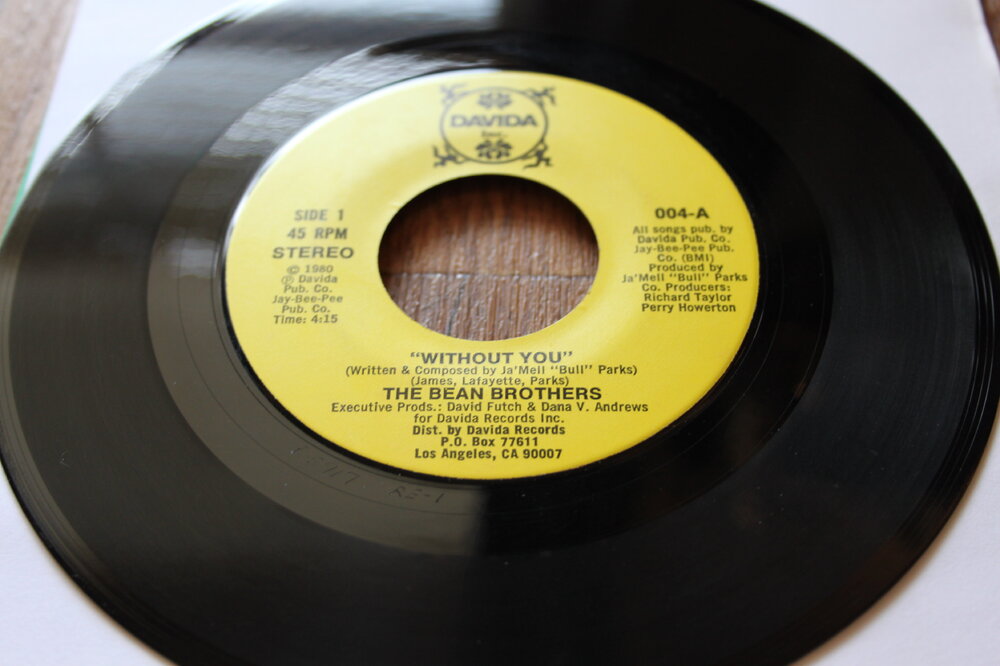 DAVIDA
SIDE 1
45 RPM
STEREO
© 1980
℗ Davida
Pub. Co.
Jay-Bee-Pee
Pub. Co.
Time: 4:15
004-A
All songs pub. by
Davida Pub. Co.
Jay-Bee-Pee Pub.
Co. (BMI)
Produced by
Ja'Mell "Bull" Parks
Co. Producers:
Richard Taylor
Perry Howerton
"WITHOUT YOU"
(Written & Composed by Ja'Mell "Bull" Parks)
(James, Lafayette, Parks)
THE BEAN BROTHERS
Executive Prods.: David Futch & Dana V. Andrews
for Davida Records Inc.
Dist. by Davida Records
P.O. Box 77611
Los Angeles, CA 90007
RE-1